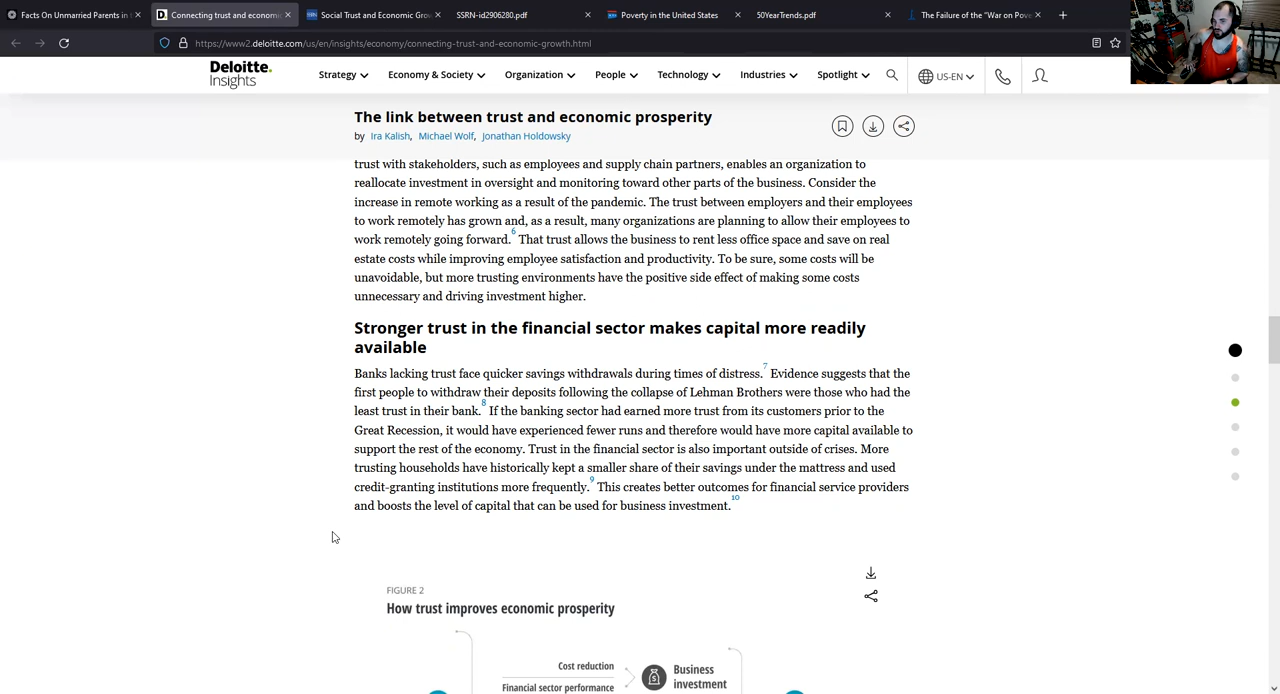 Facts On Unmarried Parents in
Connecting trust and economi
Social Trust and Economic Gro
SSRN-id2906280.pdf
Poverty in the United States
50YearTrends.pdf
The Failure of the "War on Pove
https://www2.deloitte.com/us/en/insights/economy/connecting-trust-and-economic-growth.html
Deloitte.
Insights
Strategy
Economy & Society
Organization
People
Technology
Industries
Spotlight
US-EN
The link between trust and economic prosperity
by Ira Kalish, Michael Wolf, Jonathan Holdowsky
trust with stakeholders, such as employees and supply chain partners, enables an organization to
reallocate investment in oversight and monitoring toward other parts of the business. Consider the
increase in remote working as a result of the pandemic. The trust between employers and their employees
to work remotely has grown and, as a result, many organizations are planning to allow their employees to
work remotely going forward.6 That trust allows the business to rent less office space and save on real
estate costs while improving employee satisfaction and productivity. To be sure, some costs will be
unavoidable, but more trusting environments have the positive side effect of making some costs
unnecessary and driving investment higher.
Stronger trust in the financial sector makes capital more readily
available
Banks lacking trust face quicker savings withdrawals during times of distress.7 Evidence suggests that the
first people to withdraw their deposits following the collapse of Lehman Brothers were those who had the
least trust in their bank.8 If the banking sector had earned more trust from its customers prior to the
Great Recession, it would have experienced fewer runs and therefore would have more capital available to
support the rest of the economy. Trust in the financial sector is also important outside of crises. More
trusting households have historically kept a smaller share of their savings under the mattress and used
credit-granting institutions more frequently.9 This creates better outcomes for financial service providers
and boosts the level of capital that can be used for business investment.10
FIGURE 2
How trust improves economic prosperity
Cost reduction
Financial sector performance
Business
investment